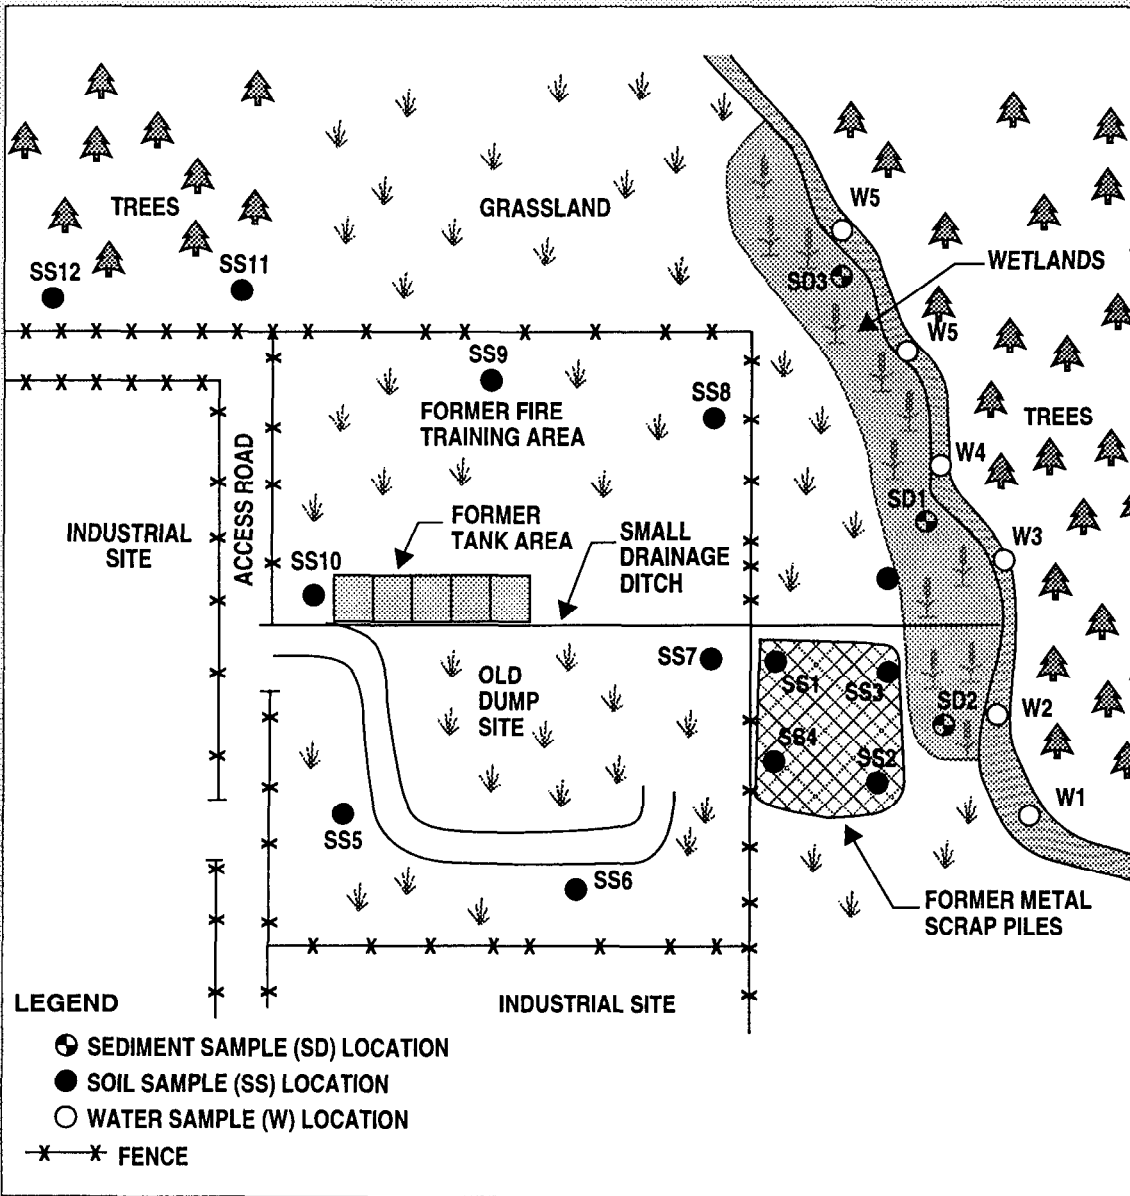 W5
TREES
GRASSLAND
SS12
SS11
SD3
WETLANDS
W5
SS9
SS8
FORMER FIRE
TRAINING AREA
TREES
W4
ACCESS ROAD
SD1
INDUSTRIAL
SITE
FORMER
TANK AREA
SMALL
DRAINAGE
DITCH
W3
SS10
SS7
OLD
DUMP
SITE
SS1
SS3
SD2
W2
SS4
SS2
W1
SS5
SS6
FORMER METAL
SCRAP PILES
INDUSTRIAL SITE
LEGEND
SEDIMENT SAMPLE (SD) LOCATION
SOIL SAMPLE (SS) LOCATION
WATER SAMPLE (W) LOCATION
FENCE